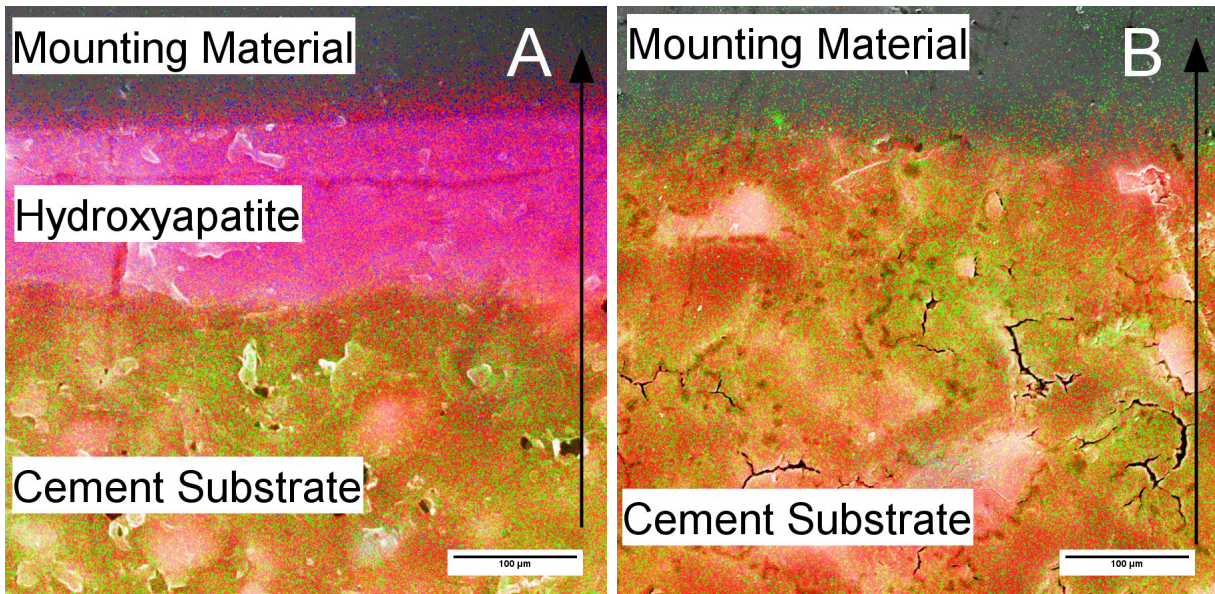 Mounting Material
A
Hydroxyapatite
Cement Substrate
100 µm
Mounting Material
B
Cement Substrate
100 µm